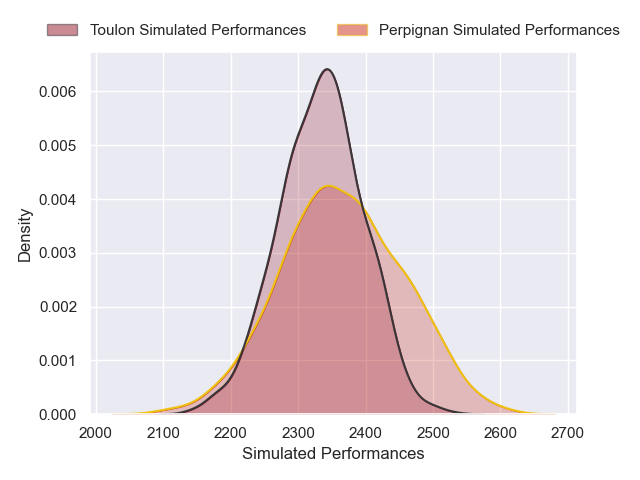 Toulon Simulated Performances
Perpignan Simulated Performances
0.006
0.005
0.004
0.003
0.002
0.001
0.000
Density
2000 2100 2200 2300 2400 2500 2600 2700
Simulated Performances